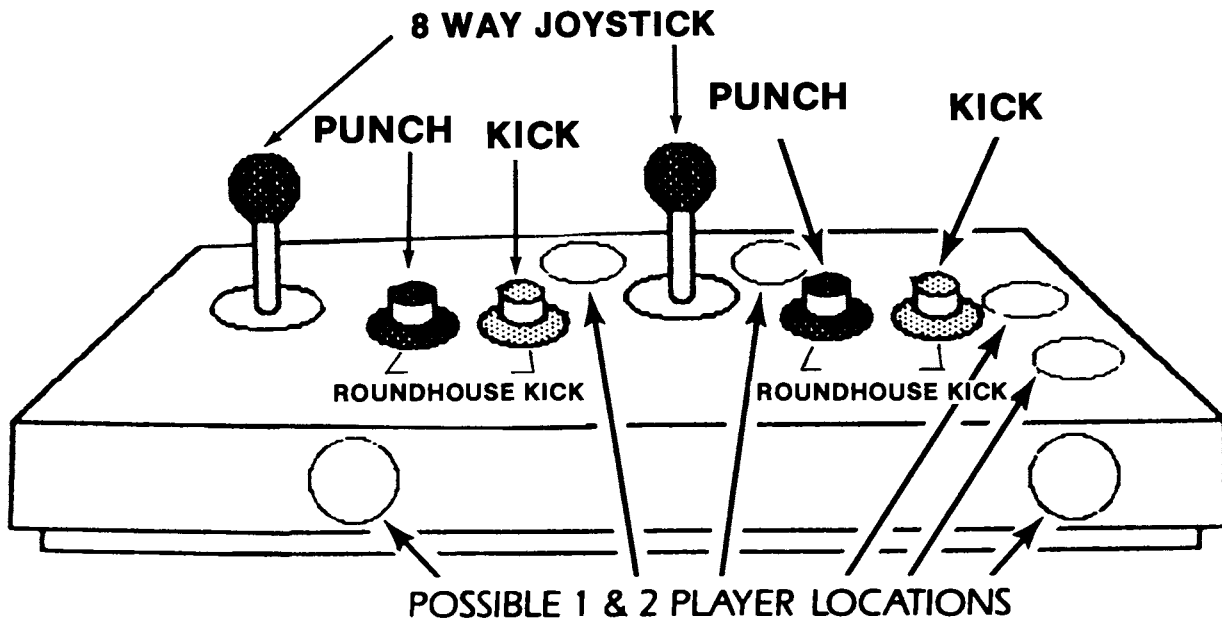 8 WAY JOYSTICK
PUNCH KICK
PUNCH KICK
ROUNDHOUSE KICK
ROUNDHOUSE KICK
POSSIBLE 1 & 2 PLAYER LOCATIONS